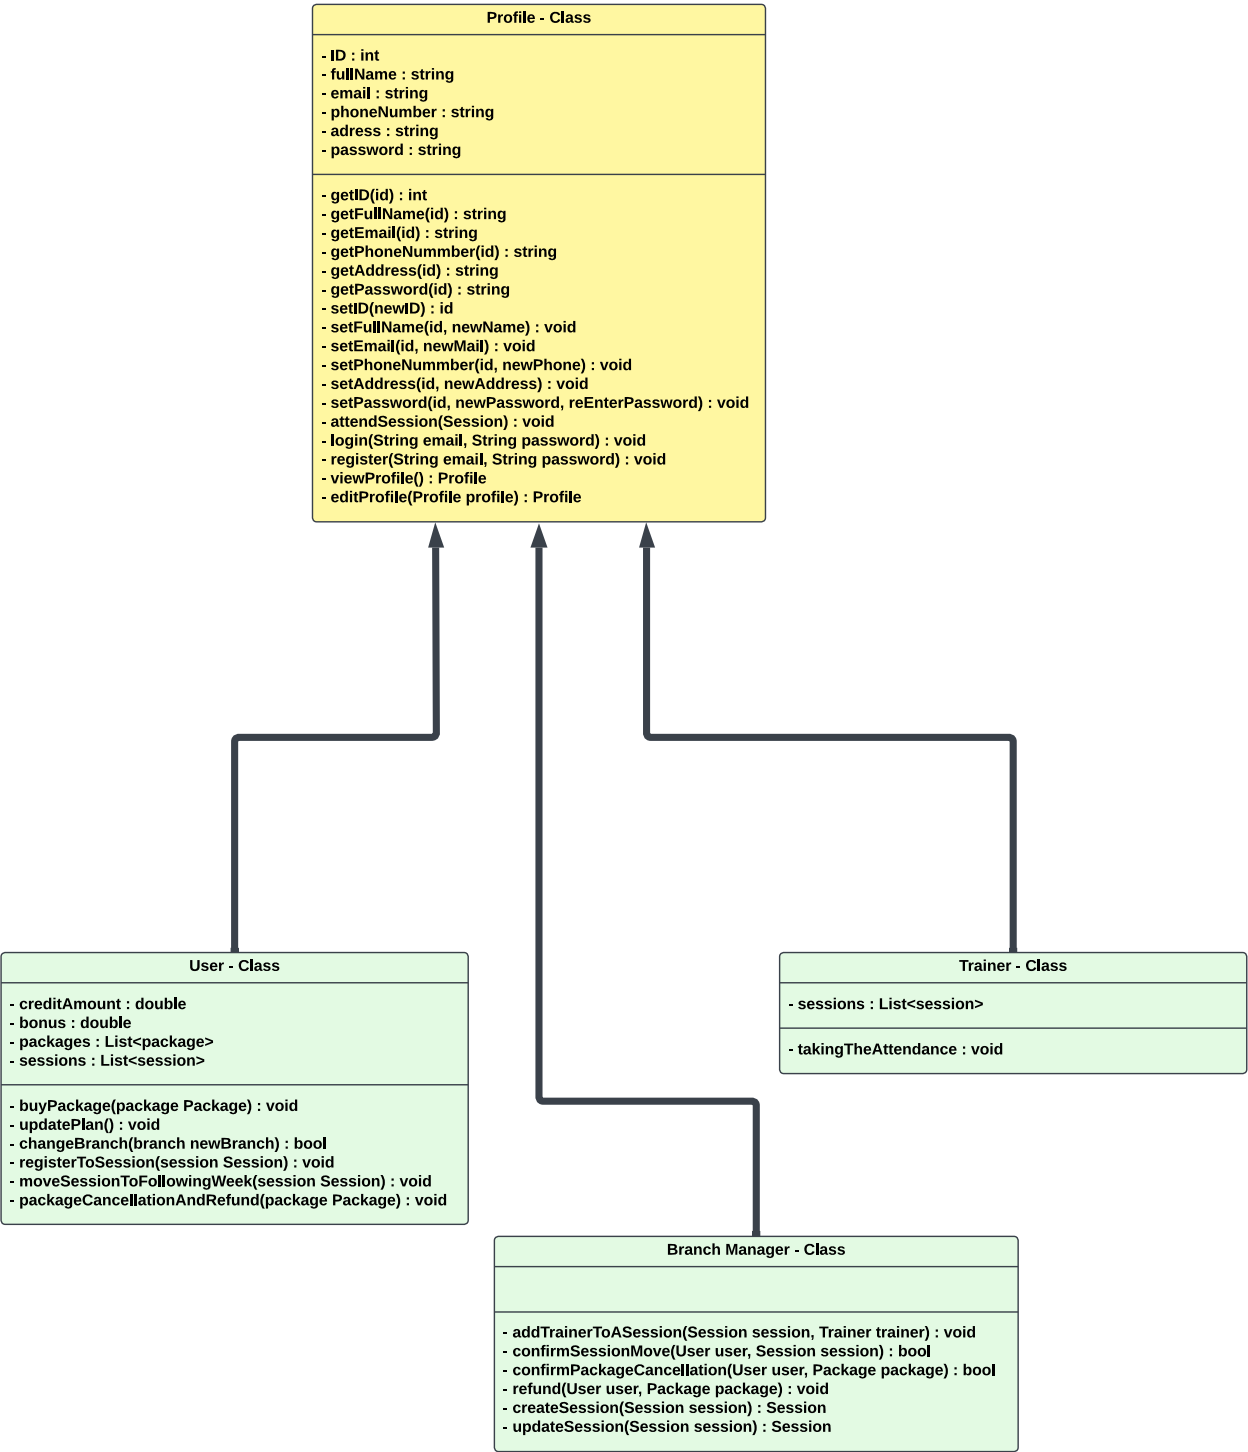 Profile - Class
- ID : int
- fullName : string
- email : string
- phoneNumber : string
- adress : string
- password : string
- getID(id) : int
- getFullName(id) : string
- getEmail(id) : string
- getPhoneNummber(id) : string
- getAddress(id) : string
- getPassword(id) : string
- setID(newID) : id
- setFullName(id, newName) : void
- setEmail(id, newMail) : void
- setPhoneNummber(id, newPhone) : void
- setAddress(id, newAddress) : void
- setPassword(id, newPassword, reEnterPassword) : void
- attendSession(Session) : void
- login(String email, String password) : void
- register(String email, String password) : void
- viewProfile() : Profile
- editProfile(Profile profile) : Profile
User - Class
- creditAmount : double
- bonus : double
- packages : List<package>
- sessions : List<session>
- buyPackage(package Package) : void
- updatePlan() : void
- changeBranch(branch newBranch) : bool
- registerToSession(session Session) : void
- moveSessionToFollowingWeek(session Session) : void
- packageCancellationAndRefund(package Package) : void
Trainer - Class
- sessions : List<session>
- takingTheAttendance : void
Branch Manager - Class
- addTrainerToASession(Session session, Trainer trainer) : void
- confirmSessionMove(User user, Session session) : bool
- confirmPackageCancellation(User user, Package package) : bool
- refund(User user, Package package) : void
- createSession(Session session) : Session
- updateSession(Session session) : Session